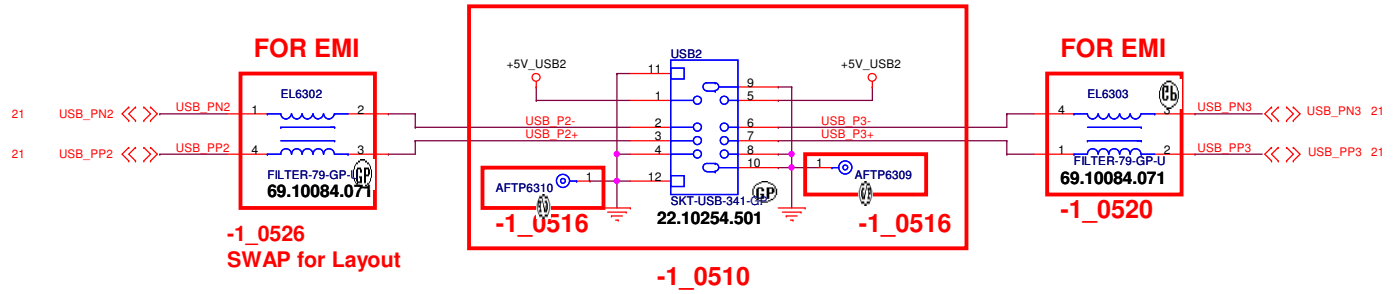 FOR EMI
EL6302
21 USB_PN2 USB_PN2 1 2
21 USB_PP2 USB_PP2 4 3
FILTER-79-GP-U
GP
69.10084.071
-1_0526
SWAP for Layout
USB2
+5V_USB2
+5V_USB2
11 9
1 5
USB_P2- 2 6 USB_P3-
USB_P2+ 3 7 USB_P3+
4 8
12 10
AFTP6310 1
1 AFTP6309
SKT-USB-341-GP
GP
22.10254.501
-1_0516
-1_0516
-1_0510
FOR EMI
EL6303
4 3 USB_PN3 USB_PN3 21
1 2 USB_PP3 USB_PP3 21
FILTER-79-GP-U
69.10084.071
-1_0520